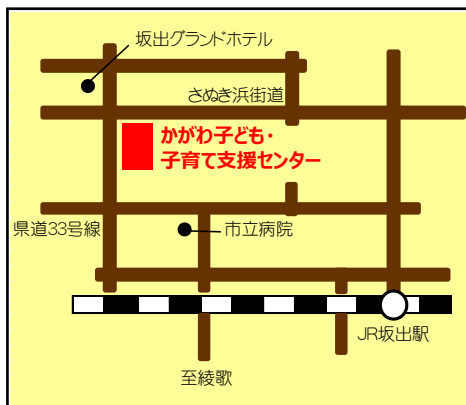 坂出グランドホテル
さぬき浜街道
かがわ子ども・
子育て支援センター
県道33号線
市立病院
JR坂出駅
至綾歌